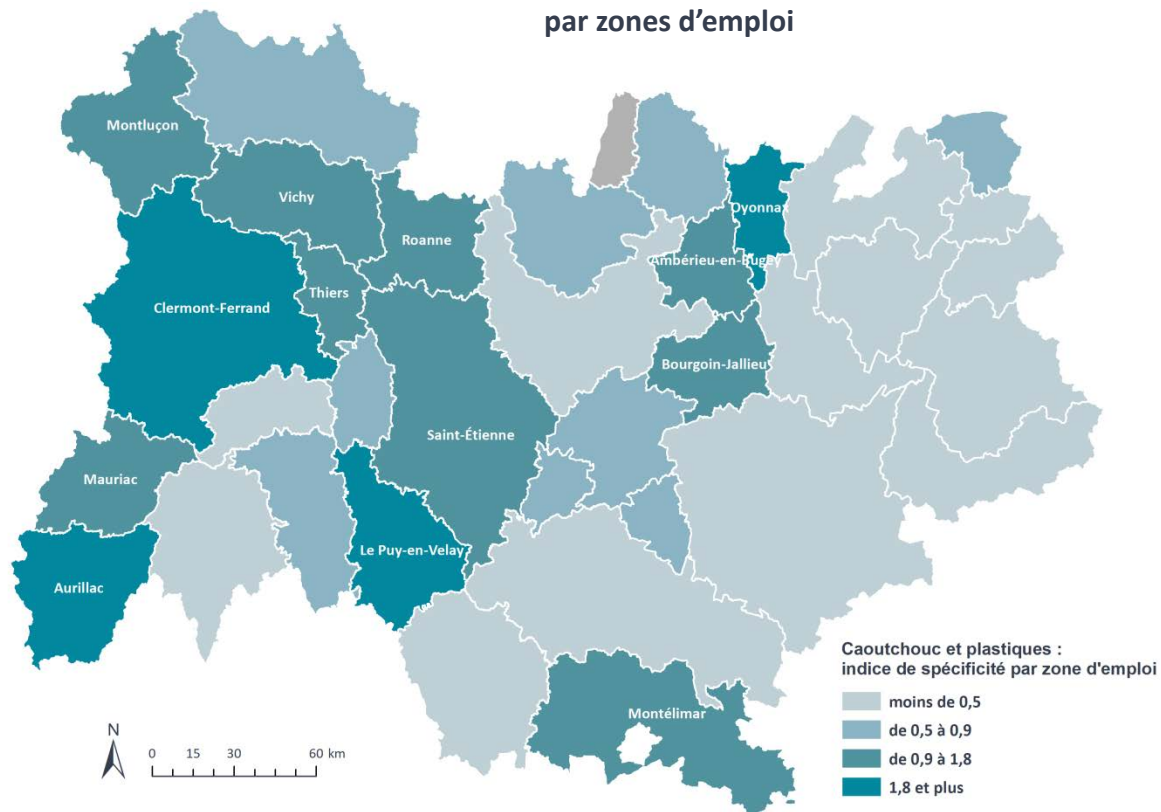 par zones d’emploi
Montluçon
Vichy
Roanne
Oyonnax
Ambérieu-en-Bugey
Thiers
Clermont-Ferrand
Bourgoin-Jallieu
Saint-Étienne
Mauriac
Le Puy-en-Velay
Aurillac
Montélimar
Caoutchouc et plastiques :
indice de spécificité par zone d'emploi
moins de 0,5
de 0,5 à 0,9
de 0,9 à 1,8
1,8 et plus
N
0 15 30 60 km